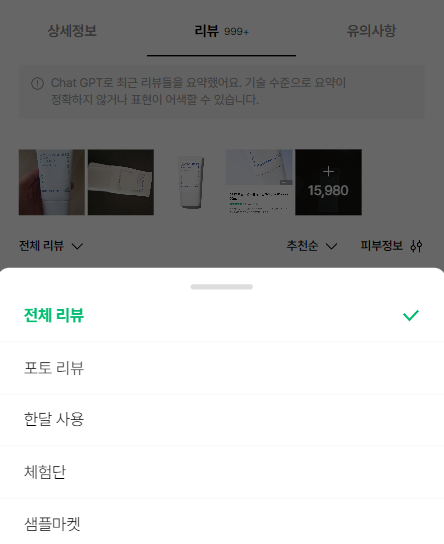 상세정보
리뷰 999+
유의사항
Chat GPT로 최근 리뷰들을 요약했어요. 기술 수준으로 요약이
정확하지 않거나 표현이 어색할 수 있습니다.
+
15,980
전체 리뷰
추천순
피부정보
전체 리뷰
포토 리뷰
한달 사용
체험단
샘플마켓